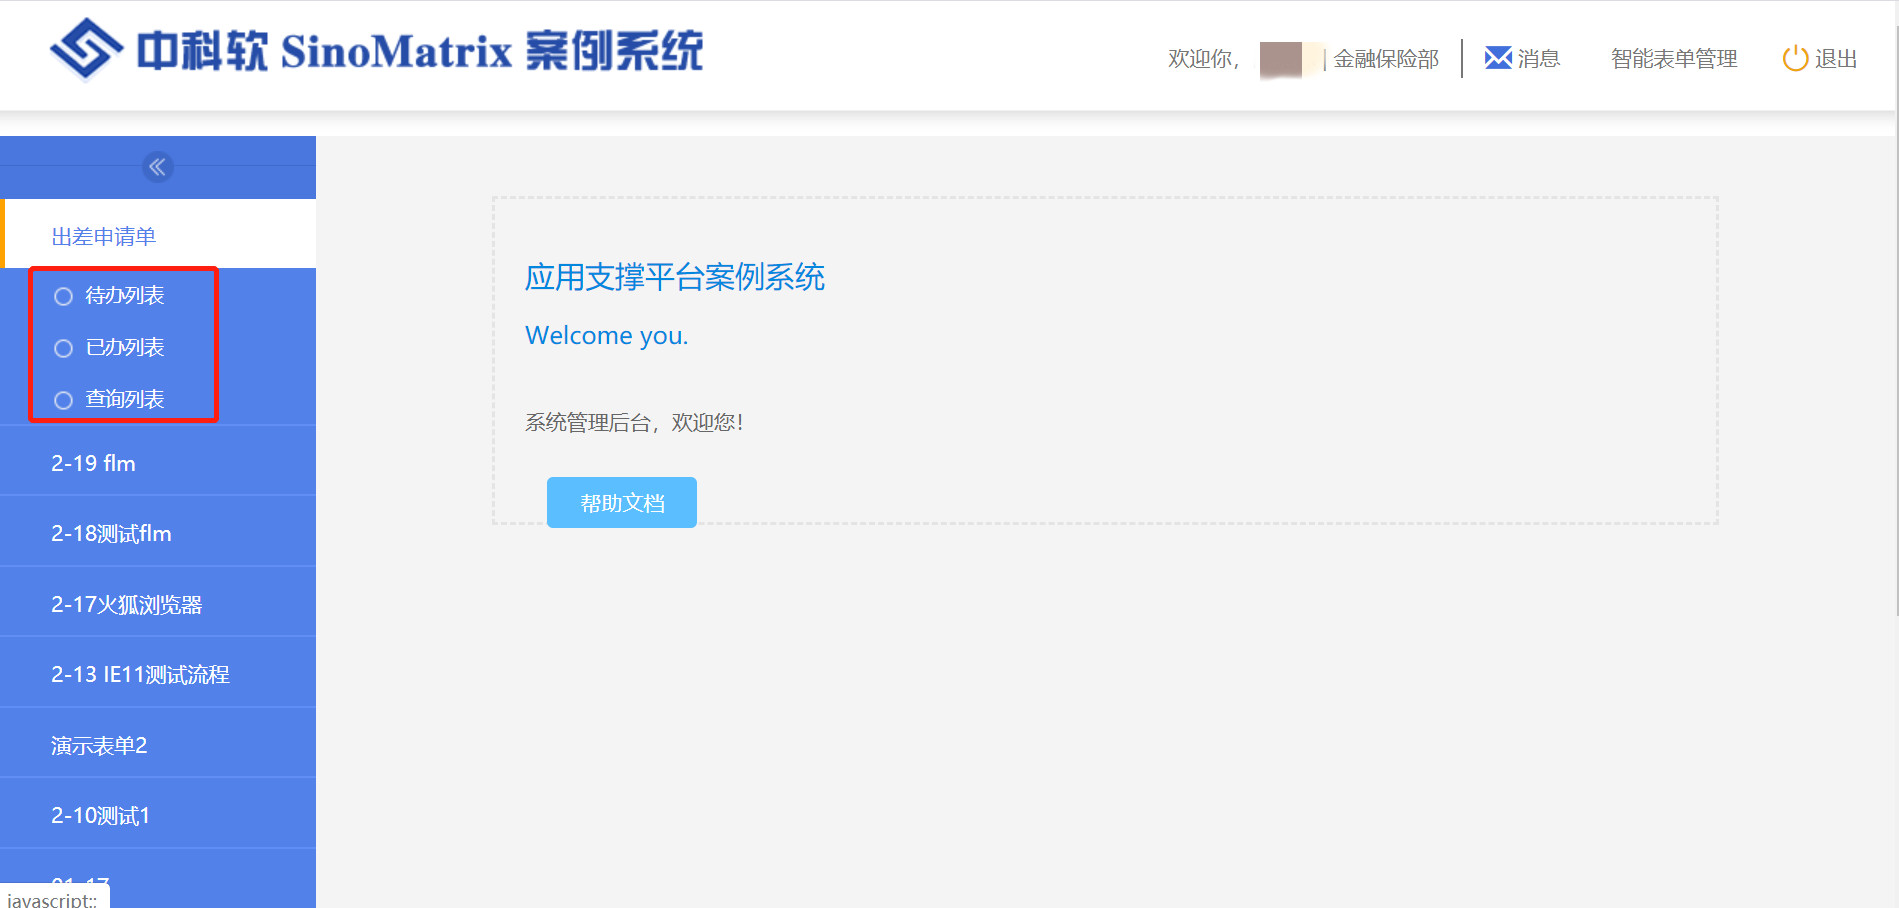 中科软 SinoMatrix 案例系统
欢迎你， 金融保险部 消息 智能表单管理 退出
出差申请单
待办列表
已办列表
查询列表
2-19 flm
2-18测试flm
2-17火狐浏览器
2-13 IE11测试流程
演示表单2
2-10测试1
javascript:;
应用支撑平台案例系统
Welcome you.
系统管理后台，欢迎您！
帮助文档